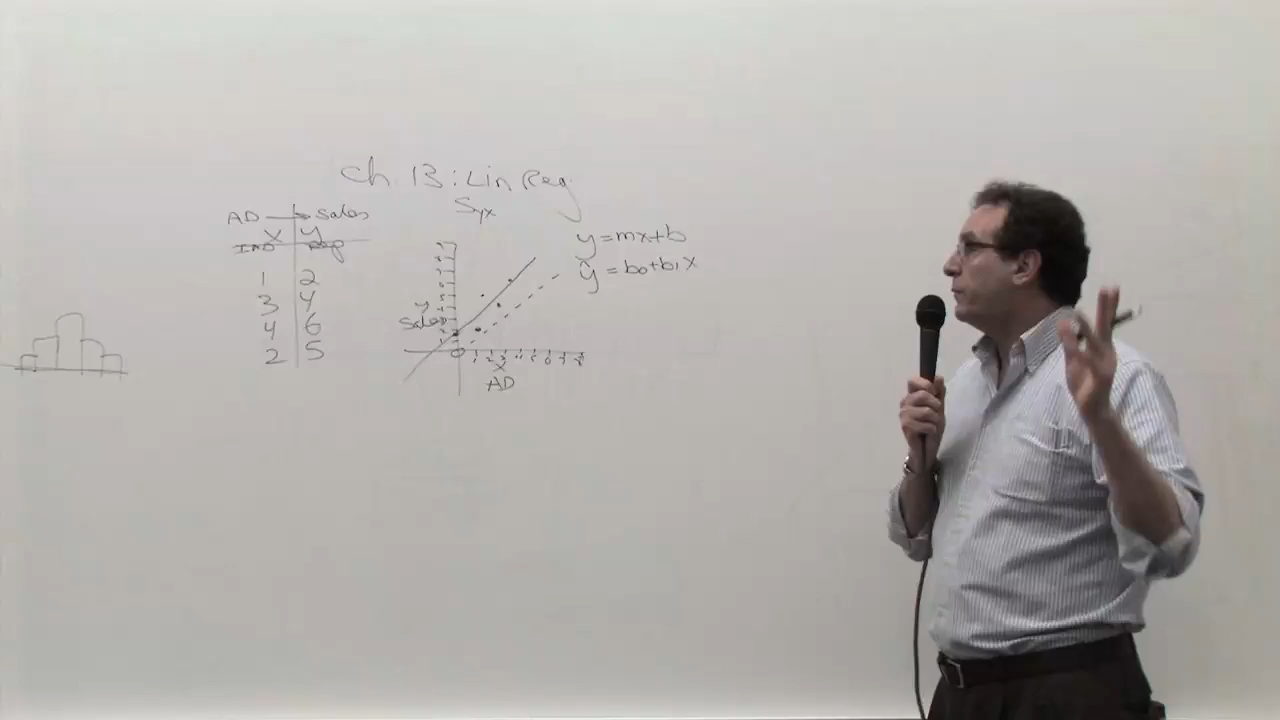 Ch 13: Lin Reg
Syx
AD → Sales
X Y
1 2
3 4
4 6
2 5
y = mx + b
ŷ = b0 + b1 X
y
Sales
X
AD